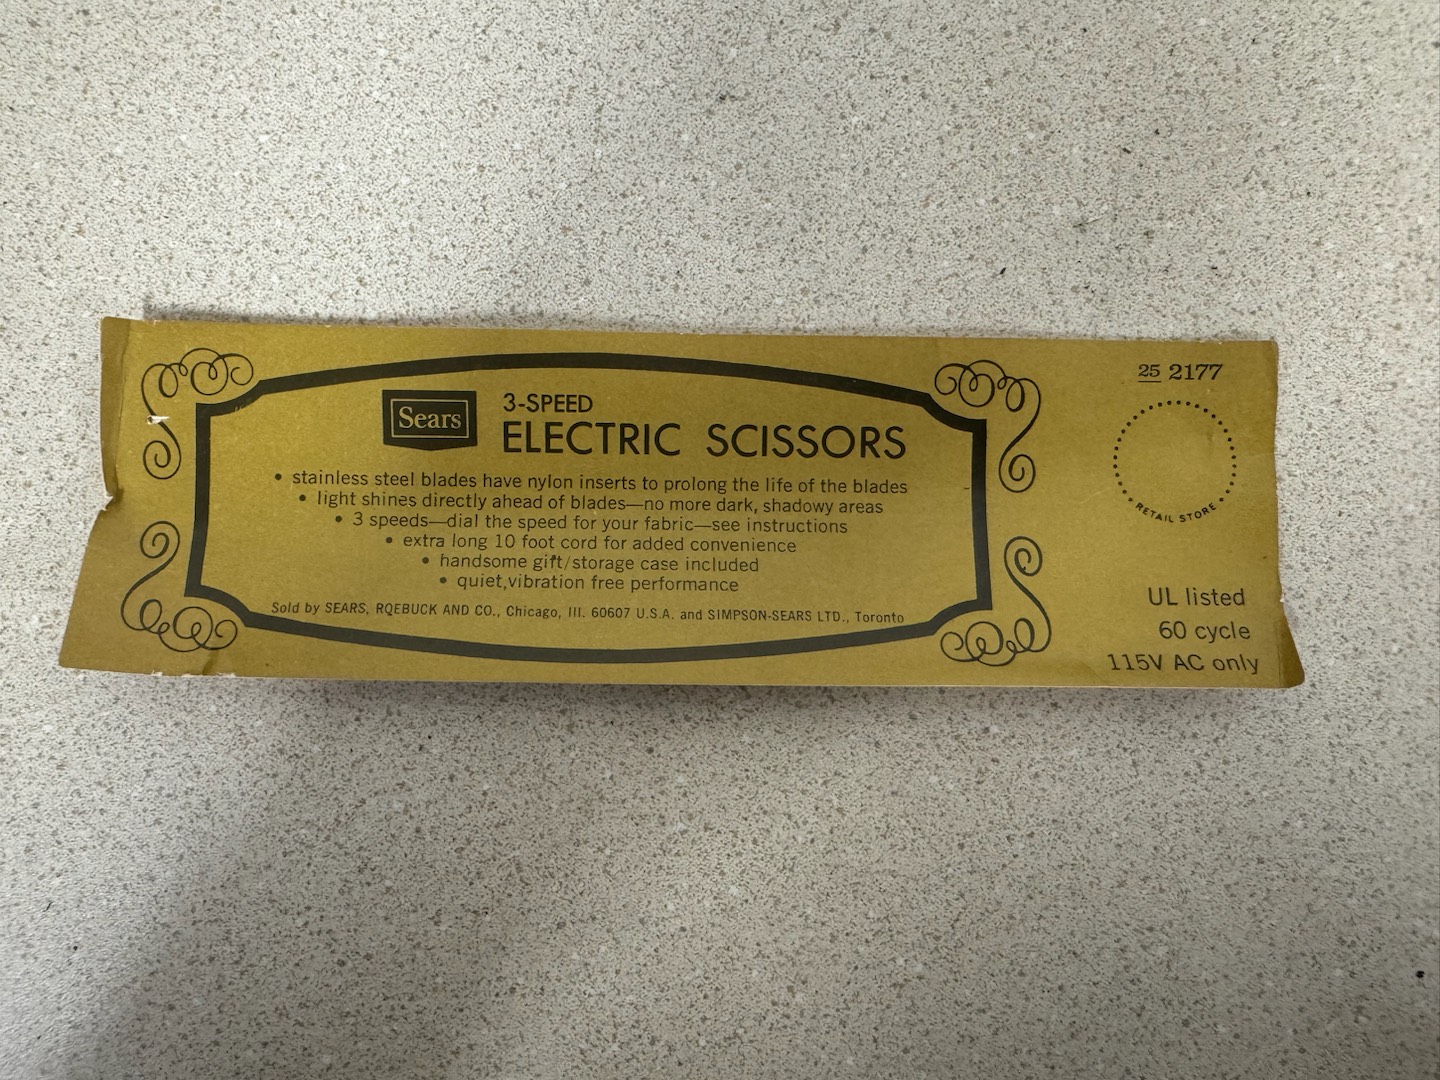 25 2177
Sears
3-SPEED
ELECTRIC SCISSORS
• stainless steel blades have nylon inserts to prolong the life of the blades
• light shines directly ahead of blades—no more dark, shadowy areas
• 3 speeds—dial the speed for your fabric—see instructions
• extra long 10 foot cord for added convenience
• handsome gift/storage case included
• quiet,vibration free performance
Sold by SEARS, ROEBUCK AND CO., Chicago, Ill. 60607 U.S.A. and SIMPSON-SEARS LTD., Toronto
RETAIL STORE
UL listed
60 cycle
115V AC only